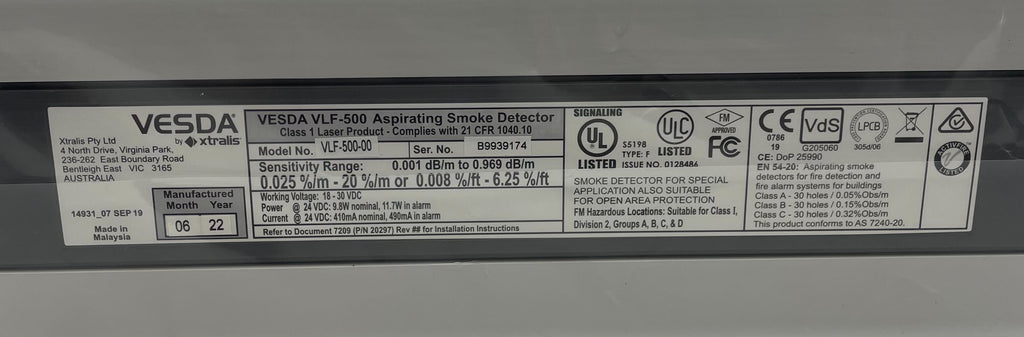 VESDA
by xtralis
Xtralis Pty Ltd
4 North Drive, Virginia Park,
236-262 East Boundary Road
Bentleigh East VIC 3165
AUSTRALIA
14931_07 SEP 19
Made in
Malaysia
Manufactured
Month Year
06 22
VESDA VLF-500 Aspirating Smoke Detector
Class 1 Laser Product - Complies with 21 CFR 1040.10
Model No. VLF-500-00 Ser. No. B9939174
Sensitivity Range: 0.001 dB/m to 0.969 dB/m
0.025 %/m - 20 %/m or 0.008 %/ft - 6.25 %/ft
Working Voltage: 18 - 30 VDC
Power @ 24 VDC: 9.8W nominal, 11.7W in alarm
Current @ 24 VDC: 410mA nominal, 490mA in alarm
Refer to Document 7209 (P/N 20297) Rev ## for Installation Instructions
SIGNALING
UL
LISTED
S5198
TYPE: F
ISSUE NO. 0128486
ULC
LISTED
FM
APPROVED
FC
SMOKE DETECTOR FOR SPECIAL
APPLICATION ALSO SUITABLE
FOR OPEN AREA PROTECTION
FM Hazardous Locations: Suitable for Class I,
Division 2, Groups A, B, C, & D
CE
0786
19
VdS
G205060
LPCB
305d/06
CE: DoP 25990
EN 54-20: Aspirating smoke
detectors for fire detection and
fire alarm systems for buildings
Class A - 30 holes / 0.05%Obs/m
Class B - 30 holes / 0.15%Obs/m
Class C - 30 holes / 0.32%Obs/m
This product conforms to AS 7240-20.
ACTIVFIRE